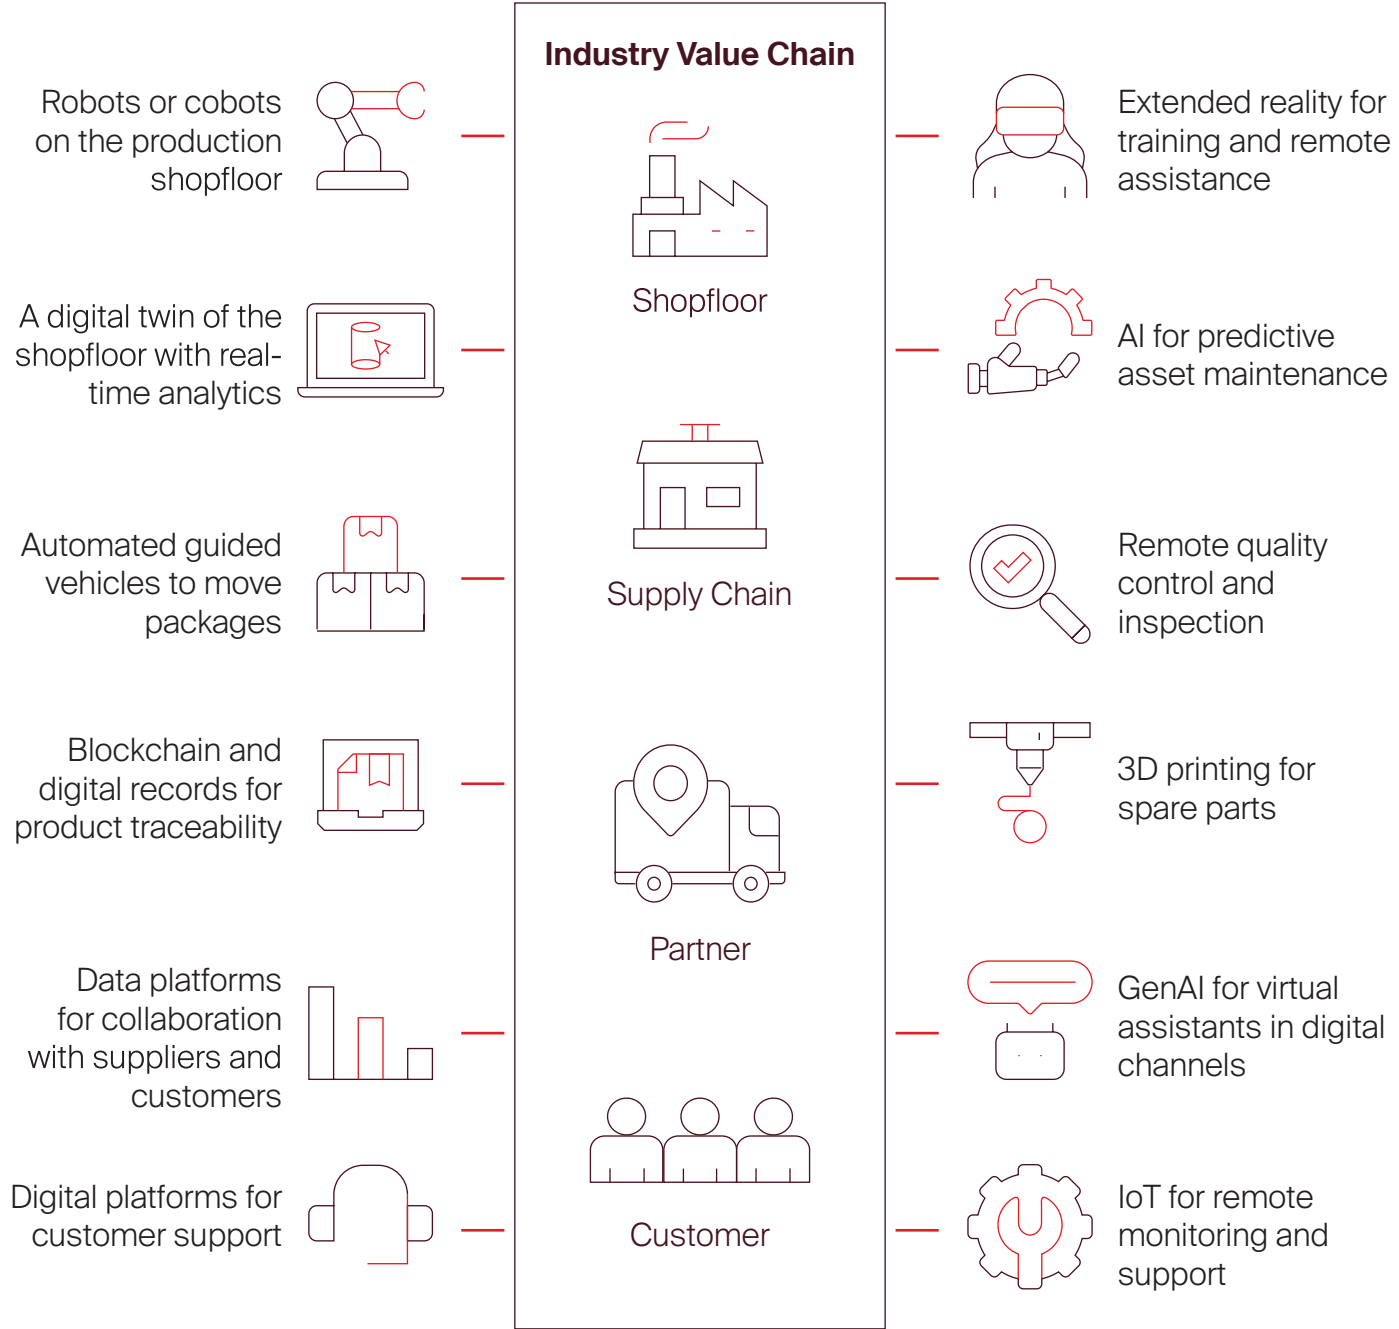 Industry Value Chain
Robots or cobots
on the production
shopfloor
Extended reality for
training and remote
assistance
Shopfloor
A digital twin of the
shopfloor with real-
time analytics
AI for predictive
asset maintenance
Automated guided
vehicles to move
packages
Supply Chain
Remote quality
control and
inspection
Blockchain and
digital records for
product traceability
3D printing for
spare parts
Partner
Data platforms
for collaboration
with suppliers and
customers
GenAI for virtual
assistants in digital
channels
Digital platforms for
customer support
Customer
IoT for remote
monitoring and
support